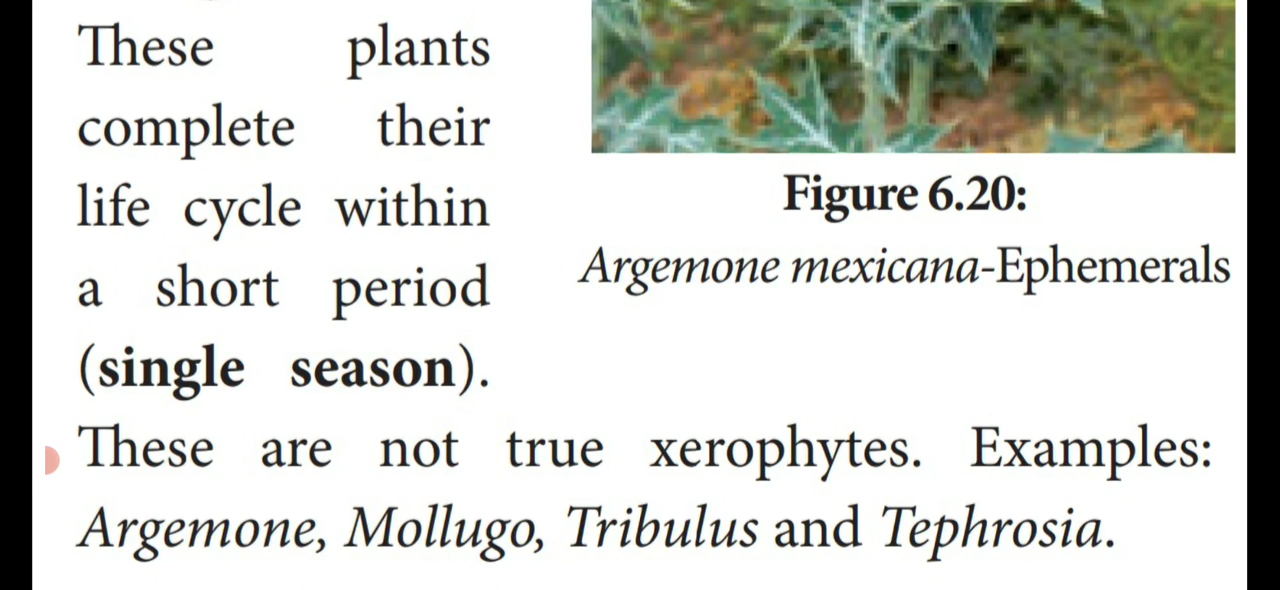 These plants
complete their
life cycle within
a short period
(single season).
These are not true xerophytes. Examples:
Argemone, Mollugo, Tribulus and Tephrosia.
Figure 6.20:
Argemone mexicana-Ephemerals